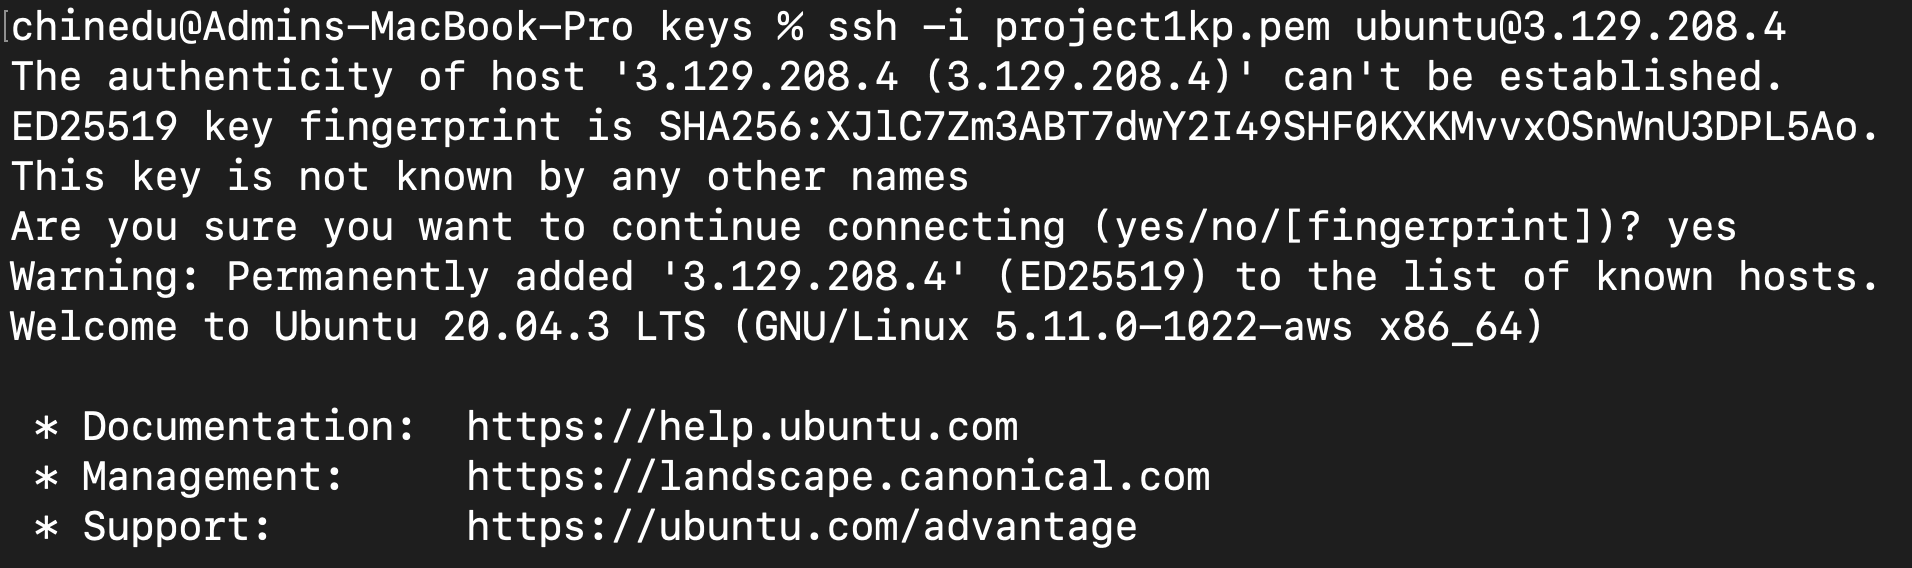 [chinedu@Admins-MacBook-Pro keys % ssh -i project1kp.pem ubuntu@3.129.208.4
The authenticity of host '3.129.208.4 (3.129.208.4)' can't be established.
ED25519 key fingerprint is SHA256:XJlC7Zm3ABT7dwY2I49SHF0KXKMvvxOSnWnU3DPL5Ao.
This key is not known by any other names
Are you sure you want to continue connecting (yes/no/[fingerprint])? yes
Warning: Permanently added '3.129.208.4' (ED25519) to the list of known hosts.
Welcome to Ubuntu 20.04.3 LTS (GNU/Linux 5.11.0-1022-aws x86_64)
* Documentation:  https://help.ubuntu.com
* Management:     https://landscape.canonical.com
* Support:        https://ubuntu.com/advantage